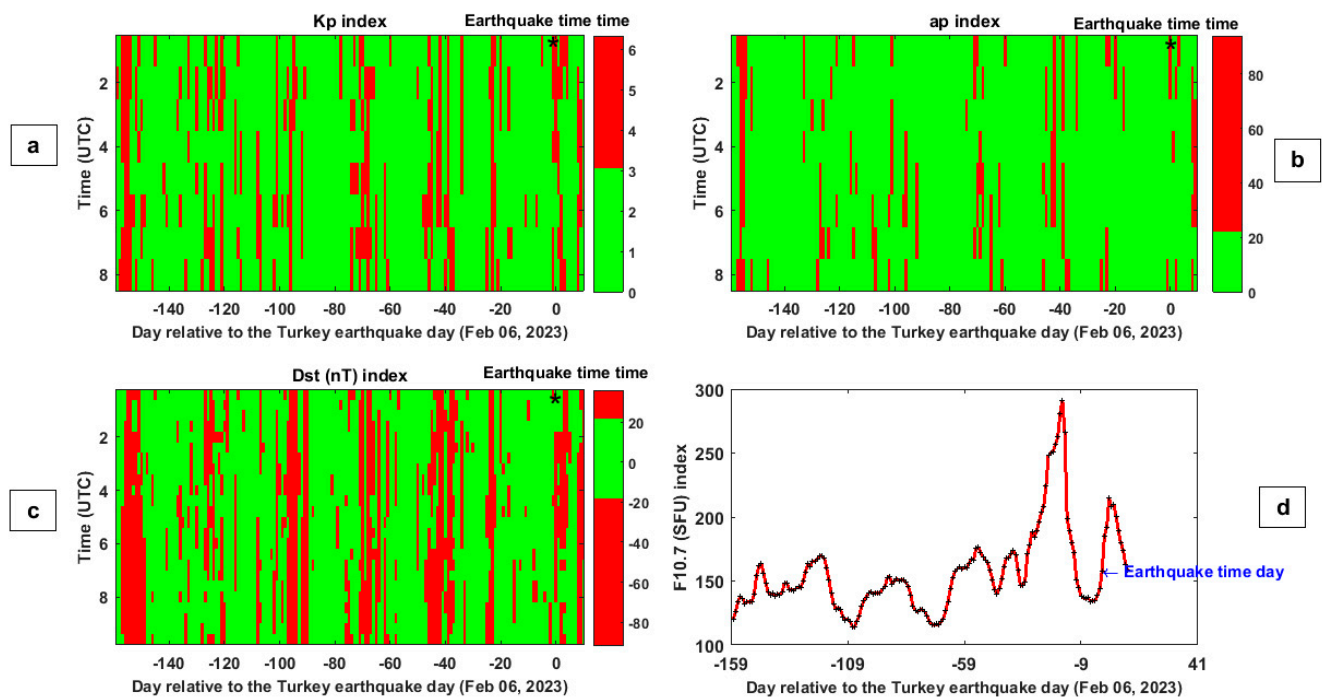 Kp index
Earthquake time time
*
a
Time (UTC)
2
4
6
8
-140 -120 -100 -80 -60 -40 -20 0
Day relative to the Turkey earthquake day (Feb 06, 2023)
6
5
4
3
2
1
0
ap index
Earthquake time time
*
b
Time (UTC)
2
4
6
8
-140 -120 -100 -80 -60 -40 -20 0
Day relative to the Turkey earthquake day (Feb 06, 2023)
80
60
40
20
0
Dst (nT) index
Earthquake time time
*
c
Time (UTC)
2
4
6
8
-140 -120 -100 -80 -60 -40 -20 0
Day relative to the Turkey earthquake day (Feb 06, 2023)
20
0
-20
-40
-60
-80
d
F10.7 (SFU) index
300
250
200
150
100
← Earthquake time day
-159 -109 -59 -9 41
Day relative to the Turkey earthquake day (Feb 06, 2023)